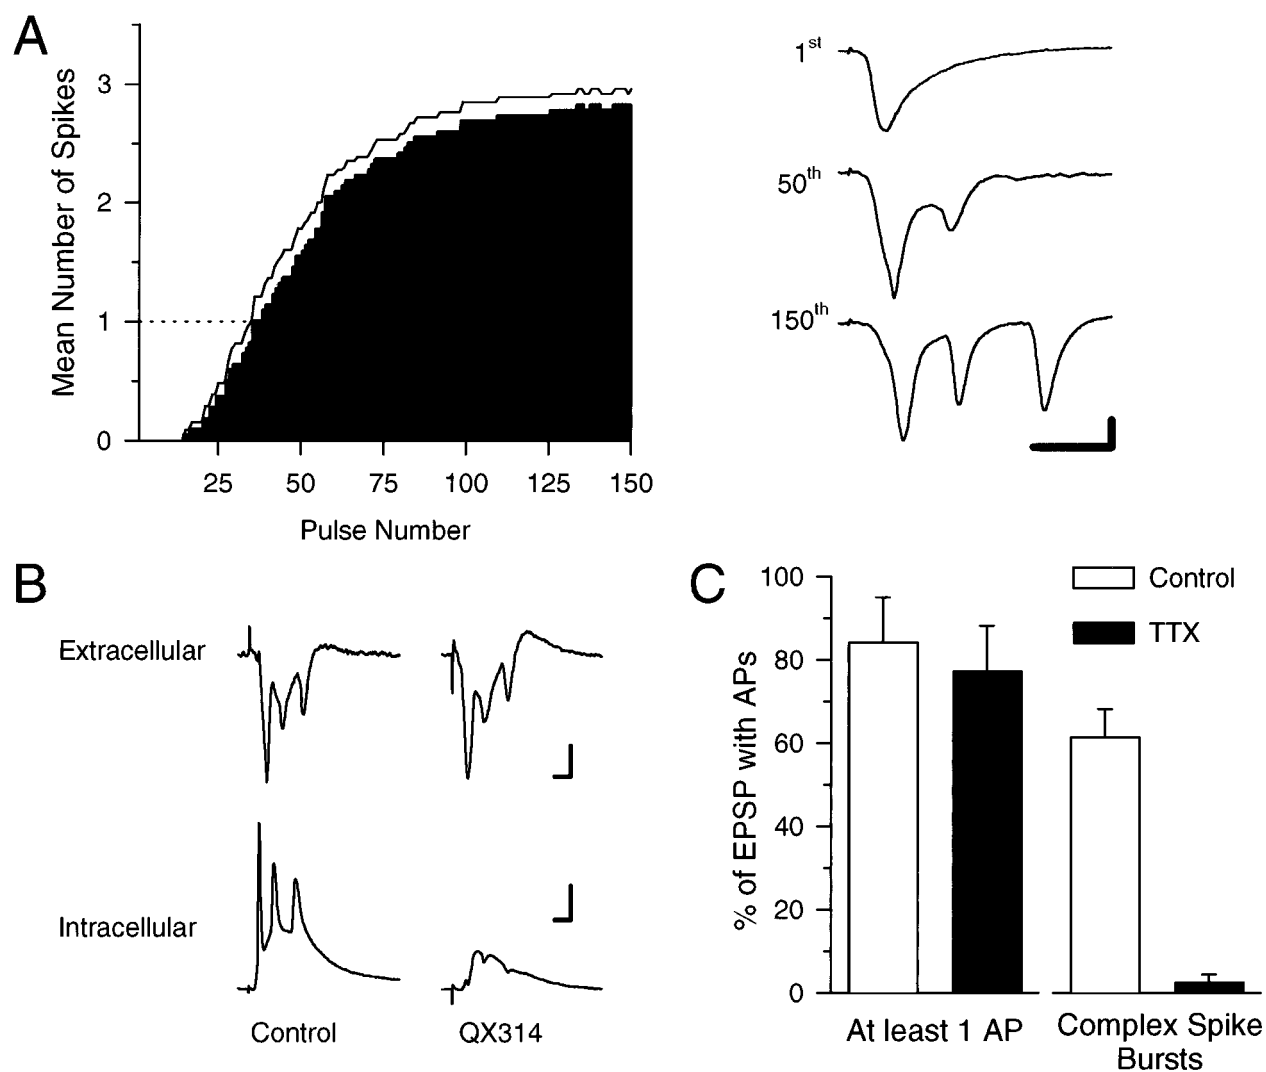 A
Mean Number of Spikes
3
2
1
0
25 50 75 100 125 150
Pulse Number
1st
50th
150th
B
Extracellular
Intracellular
Control QX314
C
% of EPSP with APs
100
80
60
40
20
0
Control
TTX
At least 1 AP
Complex Spike
Bursts